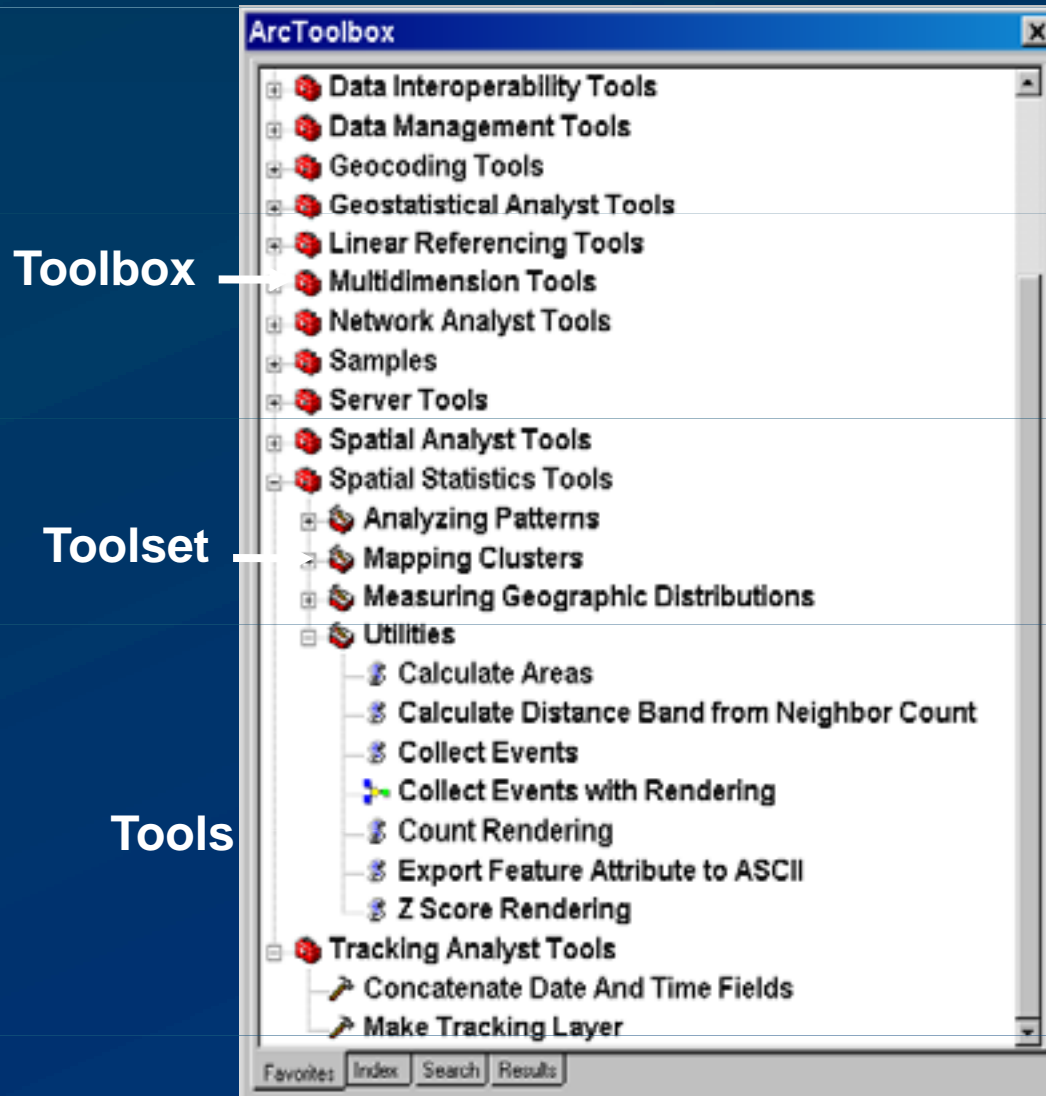 ArcToolbox
Data Interoperability Tools
Data Management Tools
Geocoding Tools
Geostatistical Analyst Tools
Linear Referencing Tools
Toolbox
Multidimension Tools
Network Analyst Tools
Samples
Server Tools
Spatial Analyst Tools
Spatial Statistics Tools
Analyzing Patterns
Toolset
Mapping Clusters
Measuring Geographic Distributions
Utilities
Calculate Areas
Calculate Distance Band from Neighbor Count
Collect Events
Collect Events with Rendering
Tools
Count Rendering
Export Feature Attribute to ASCII
Z Score Rendering
Tracking Analyst Tools
Concatenate Date And Time Fields
Make Tracking Layer
Favorites Index Search Results